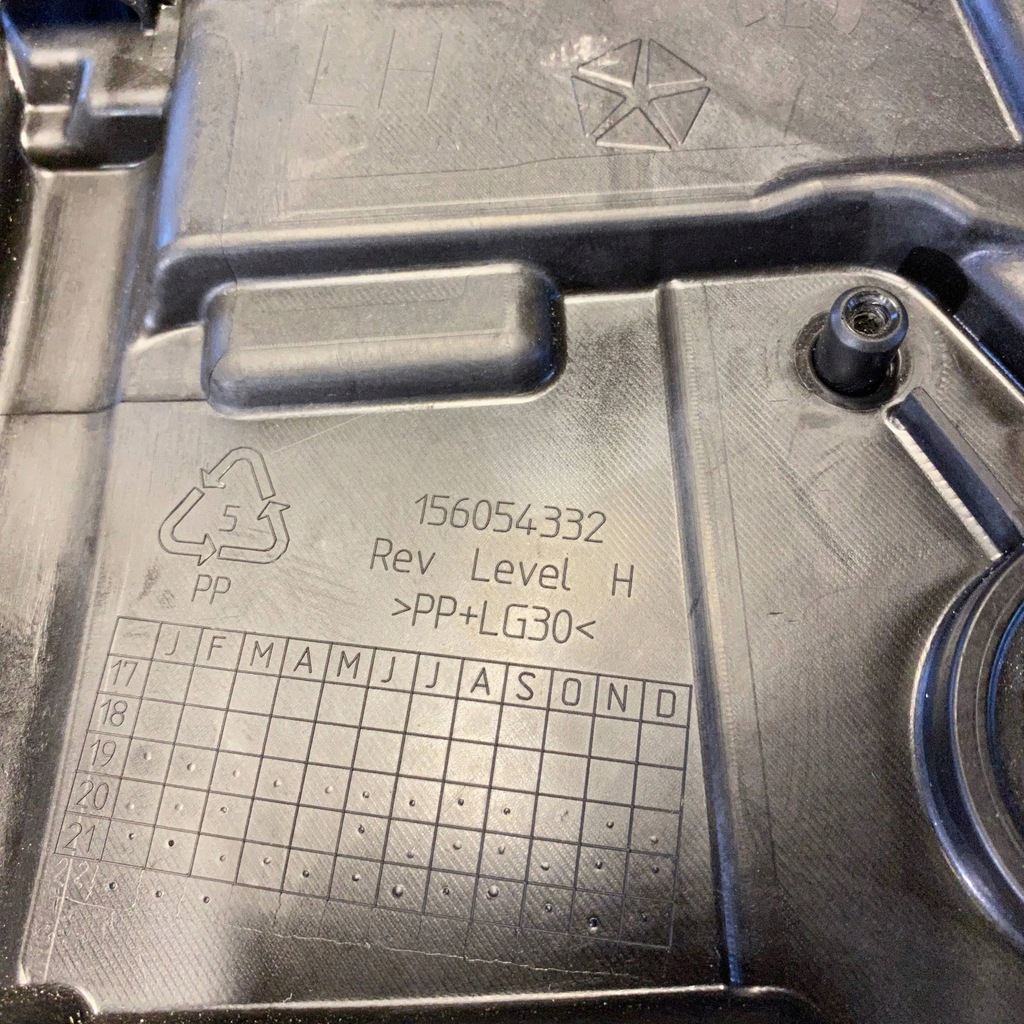 LH
5
PP
156054332
Rev Level H
>PP+LG30<
J F M A M J J A S O N D
17
18
19
20
21